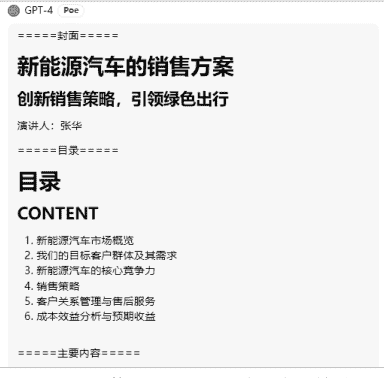 GPT-4 Poe
=====封面=====
新能源汽车的销售方案
创新销售策略，引领绿色出行
演讲人：张华
=====目录=====
目录
CONTENT
1. 新能源汽车市场概览
2. 我们的目标客户群体及其需求
3. 新能源汽车的核心竞争力
4. 销售策略
5. 客户关系管理与售后服务
6. 成本效益分析与预期收益
=====主要内容=====